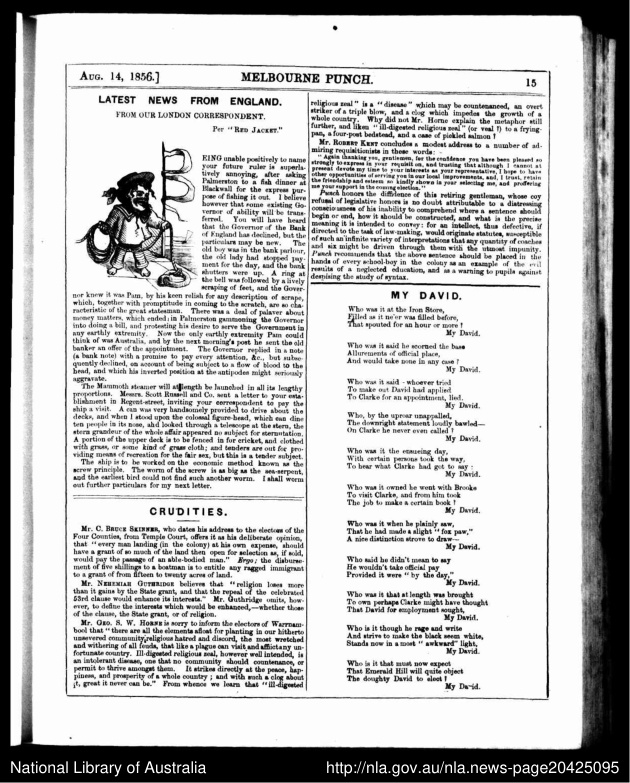 AUG. 14, 1856.]
MELBOURNE PUNCH.
15
LATEST NEWS FROM ENGLAND.
FROM OUR LONDON CORRESPONDENT.
Per "RED JACKET."
BEING unable positively to name
your future ruler is superla-
tively annoying, after asking
Palmerston to a fish dinner at
Blackwall for the express pur-
pose of fishing it out. I believe
however that some existing Go-
vernor of ability will be trans-
ferred. You will have heard
that the Governor of the Bank
of England has declined, but the
particulars may be new. The
old boy was in the bank parlour,
the old lady had stopped pay-
ment for the day, and the bank
shutters were up. A ring at
the bell was followed by a lively
scraping of feet, and the Gover-
nor knew it was Pam, by his keen relish for any description of scrape,
which, together with promptitude in coming to the scratch, are so cha-
racteristic of the great statesman. There was a deal of palaver about
money matters, which ended in Palmerston gammoning the Governor
into doing a bill, and protesting his desire to serve the Government in
any earthly extremity. Now the only earthly extremity Pam could
think of was Australia, and by the next morning's post he sent the old
banker an offer of the appointment. The Governor replied in a note
(a bank note) with a promise to pay every attention, &c., but subse-
quently declined, on account of being subject to a flow of blood to the
head, and which his inverted position at the antipodes might seriously
aggravate.
The Mammoth steamer will at length be launched in all its lengthy
proportions. Messrs. Scott Russell and Co. sent a letter to your esta-
blishment in Regent-street, inviting your correspondent to pay the
ship a visit. A cab was very handsomely provided to drive about the
decks, and when I stood upon the colossal figure-head, which can dine
ten people in its nose, and looked through a telescope at the stern, the
stern grandeur of the whole affair appeared no subject for sternutation.
A portion of the upper deck is to be fenced in for cricket, and clothed
with grass, or some kind of grass cloth; and tenders are out for pro-
viding means of recreation for the fair sex, but this is a tender subject.
The ship is to be worked on the economic method known as the
screw principle. The worm of the screw is as big as the sea-serpent,
and the earliest bird could not find such another worm. I shall worm
out further particulars for my next letter.
CRUDITIES.
Mr. C. BRUCE SKINNER, who dates his address to the electors of the
Four Counties, from Temple Court, offers it as his deliberate opinion,
that "every man landing (in the colony) at his own expense, should
have a grant of so much of the land then open for selection as, if sold,
would pay the passage of an able-bodied man." Ergo; the disburse-
ment of five shillings to a boatman is to entitle any ragged immigrant
to a grant of from fifteen to twenty acres of land.
Mr. NEHEMIAH GUTHRIDGE believes that "religion loses more
than it gains by the State grant, and that the repeal of the celebrated
53rd clause would enhance its interests." Mr. Guthridge omits, how-
ever, to define the interests which would be enhanced,—whether those
of the clause, the State grant, or of religion.
Mr. GEO. S. W. HORNE is sorry to inform the electors of Warrnam-
bool that "there are all the elements afloat for planting in our hitherto
unsevered community religious hatred and discord, the most wretched
and withering of all feuds, that like a plague can visit and afflict any un-
fortunate country. Ill-digested religious zeal, however well intended, is
an intolerant disease, one that no community should countenance, or
permit to thrive amongst them. It strikes directly at the peace, hap-
piness, and prosperity of a whole country; and with such a clog about
it, great it never can be." From whence we learn that "ill-digested
religious zeal" is a "disease" which may be countenanced, an overt
striker of a triple blow, and a clog which impedes the growth of a
whole country. Why did not Mr. Horne explain the metaphor still
further, and liken "ill-digested religious zeal" (or veal ?) to a frying-
pan, a four-post bedstead, and a case of pickled salmon ?
Mr. ROBERT KENT concludes a modest address to a number of ad-
miring requisitionists in these words: -
"Again thanking you, gentlemen, for the confidence you have been pleased so
strongly to express in your requisition, and trusting that although I cannot at
present devote my time to your interests as your representative, I hope to have
other opportunities of serving you in our local improvements, and, I trust, retain
the friendship and esteem so kindly shown in your selecting me, and proffering
me your support in the coming election."
Punch honors the diffidence of this retiring gentleman, whose coy
refusal of legislative honors is no doubt attributable to a distressing
consciousness of his inability to comprehend where a sentence should
begin or end, how it should be constructed, and what is the precise
meaning it is intended to convey: for an intellect, thus defective, if
directed to the task of law-making, would originate statutes, susceptible
of such an infinite variety of interpretations that any quantity of coaches
and six might be driven through them with the utmost impunity.
Punch recommends that the above sentence should be placed in the
hands of every school-boy in the colony as an example of the evil
results of a neglected education, and as a warning to pupils against
despising the study of syntax.
MY DAVID.
Who was it at the Iron Store,
Filled as it ne'er was filled before,
That spouted for an hour or more ?
My David.
Who was it said he scorned the base
Allurements of official place,
And would take none in any case ?
My David.
Who was it said - whoever tried
To make out David had applied
To Clarke for an appointment, lied.
My David.
Who, by the uproar unappalled,
The downright statement loudly bawled—
On Clarke he never even called ?
My David.
Who was it the ensuing day,
With certain persons took the way,
To hear what Clarke had got to say ?
My David.
Who was it owned he went with Brooke
To visit Clarke, and from him took
The job to make a certain book ?
My David.
Who was it when he plainly saw,
That he had made a slight "fox paw,"
A nice distinction strove to draw—
My David.
Who said he didn't mean to say
He wouldn't take official pay
Provided it were "by the day,"
My David.
Who was is that at length was brought
To own perhaps Clarke might have thought
That David for employment sought,
My David.
Who is it though he rage and write
And strive to make the black seem white,
Stands now in a most "awkward" light,
My David.
Who is it that must now expect
That Emerald Hill will quite object
The doughty David to elect ?
My David.
National Library of Australia
http://nla.gov.au/nla.news-page20425095